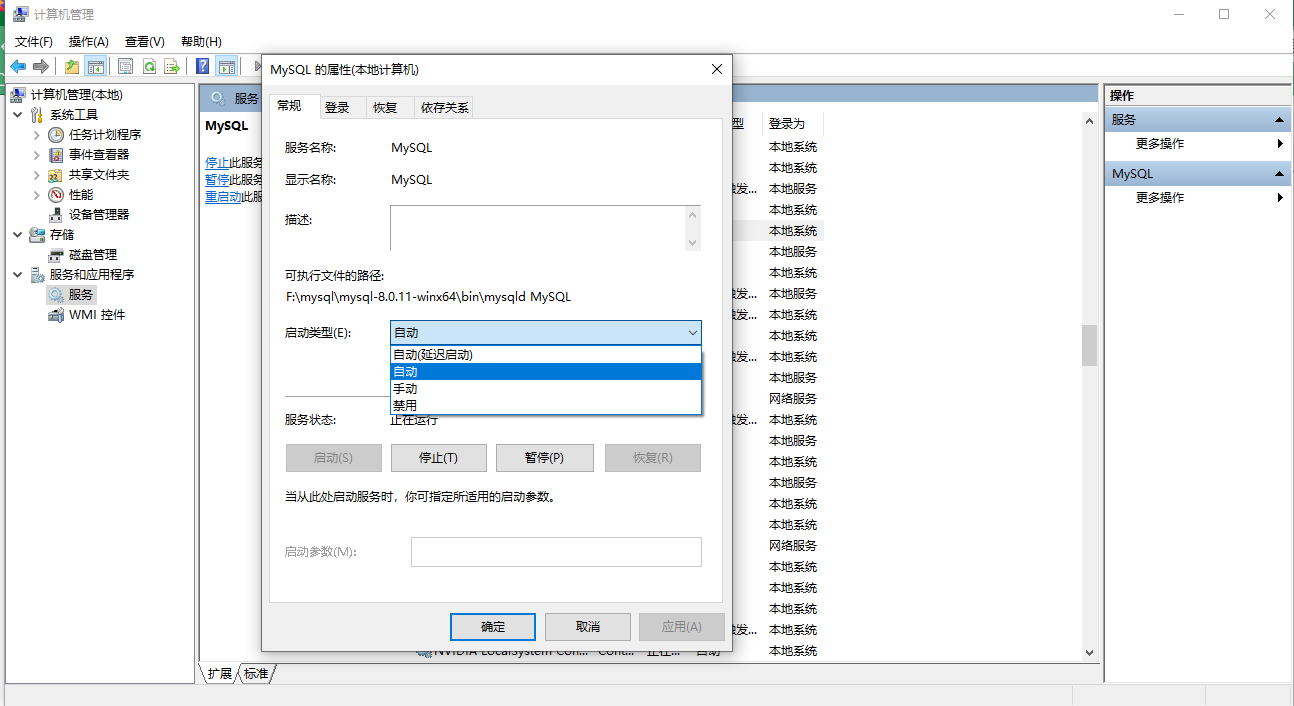 计算机管理
文件(F) 操作(A) 查看(V) 帮助(H)
计算机管理(本地)
系统工具
任务计划程序
事件查看器
共享文件夹
性能
设备管理器
存储
磁盘管理
服务和应用程序
服务
WMI 控件
服务
MySQL
停止此服务
暂停此服务
重启动此服
MySQL 的属性(本地计算机)
常规 登录 恢复 依存关系
服务名称: MySQL
显示名称: MySQL
描述:
可执行文件的路径:
F:\mysql\mysql-8.0.11-winx64\bin\mysqld MySQL
启动类型(E): 自动
自动(延迟启动)
自动
手动
禁用
服务状态: 正在运行
启动(S) 停止(T) 暂停(P) 恢复(R)
当从此处启动服务时，你可指定所适用的启动参数。
启动参数(M):
确定 取消 应用(A)
型 登录为
本地系统
本地系统
发... 本地服务
本地系统
本地系统
本地服务
本地系统
发... 本地服务
发... 本地系统
本地系统
发... 本地系统
本地服务
网络服务
发... 本地系统
本地服务
本地系统
本地服务
本地系统
本地系统
网络服务
本地系统
本地系统
本地系统
发... 本地系统
NVIDIA LocalSystem Con... Cont... 正在... 自动 本地系统
扩展 标准
操作
服务
更多操作
MySQL
更多操作